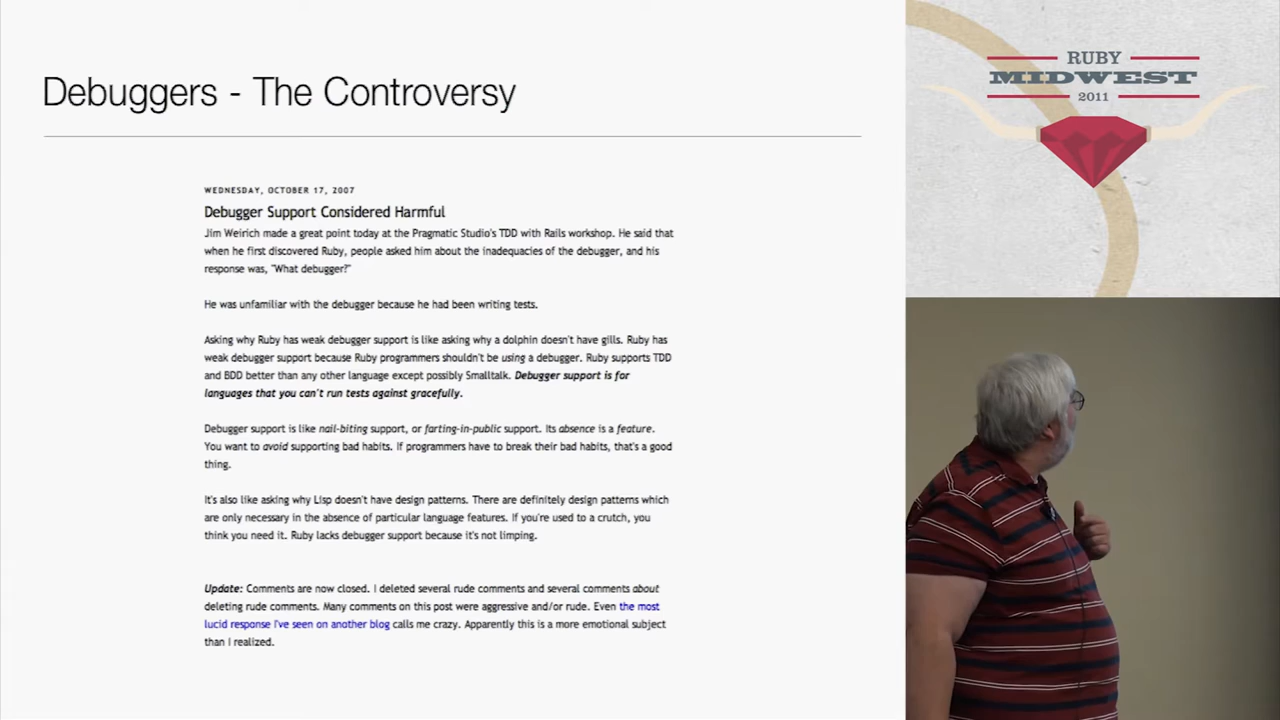 Debuggers - The Controversy
WEDNESDAY, OCTOBER 17, 2007
Debugger Support Considered Harmful
Jim Weirich made a great point today at the Pragmatic Studio's TDD with Rails workshop. He said that
when he first discovered Ruby, people asked him about the inadequacies of the debugger, and his
response was, "What debugger?"
He was unfamiliar with the debugger because he had been writing tests.
Asking why Ruby has weak debugger support is like asking why a dolphin doesn't have gills. Ruby has
weak debugger support because Ruby programmers shouldn't be using a debugger. Ruby supports TDD
and BDD better than any other language except possibly Smalltalk. Debugger support is for
languages that you can't run tests against gracefully.
Debugger support is like nail-biting support, or farting-in-public support. Its absence is a feature.
You want to avoid supporting bad habits. If programmers have to break their bad habits, that's a good
thing.
It's also like asking why Lisp doesn't have design patterns. There are definitely design patterns which
are only necessary in the absence of particular language features. If you're used to a crutch, you
think you need it. Ruby lacks debugger support because it's not limping.
Update: Comments are now closed. I deleted several rude comments and several comments about
deleting rude comments. Many comments on this post were aggressive and/or rude. Even the most
lucid response I've seen on another blog calls me crazy. Apparently this is a more emotional subject
than I realized.
RUBY
MIDWEST
2011